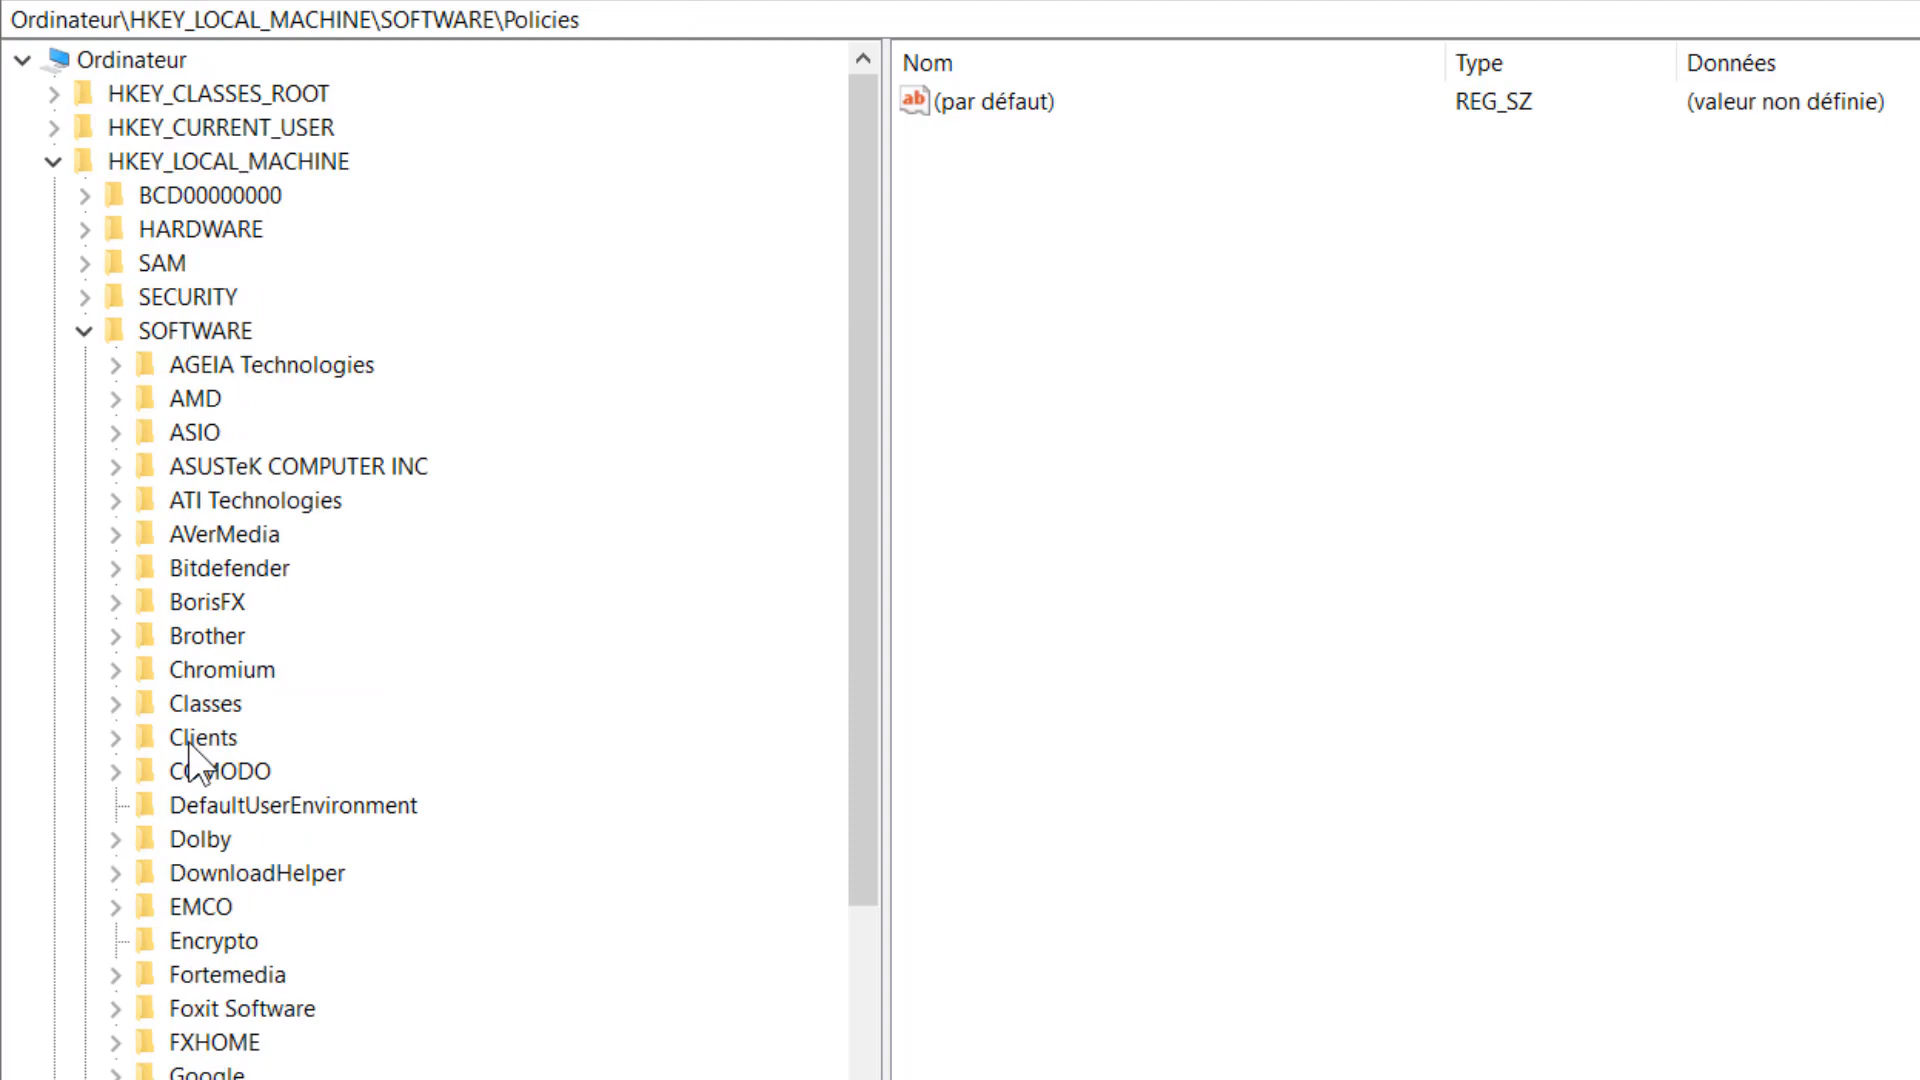 Ordinateur\HKEY_LOCAL_MACHINE\SOFTWARE\Policies
Ordinateur
HKEY_CLASSES_ROOT
HKEY_CURRENT_USER
HKEY_LOCAL_MACHINE
BCD00000000
HARDWARE
SAM
SECURITY
SOFTWARE
AGEIA Technologies
AMD
ASIO
ASUSTeK COMPUTER INC
ATI Technologies
AVerMedia
Bitdefender
BorisFX
Brother
Chromium
Classes
Clients
COMODO
DefaultUserEnvironment
Dolby
DownloadHelper
EMCO
Encrypto
Fortemedia
Foxit Software
FXHOME
Google
Nom Type Données
(par défaut) REG_SZ (valeur non définie)